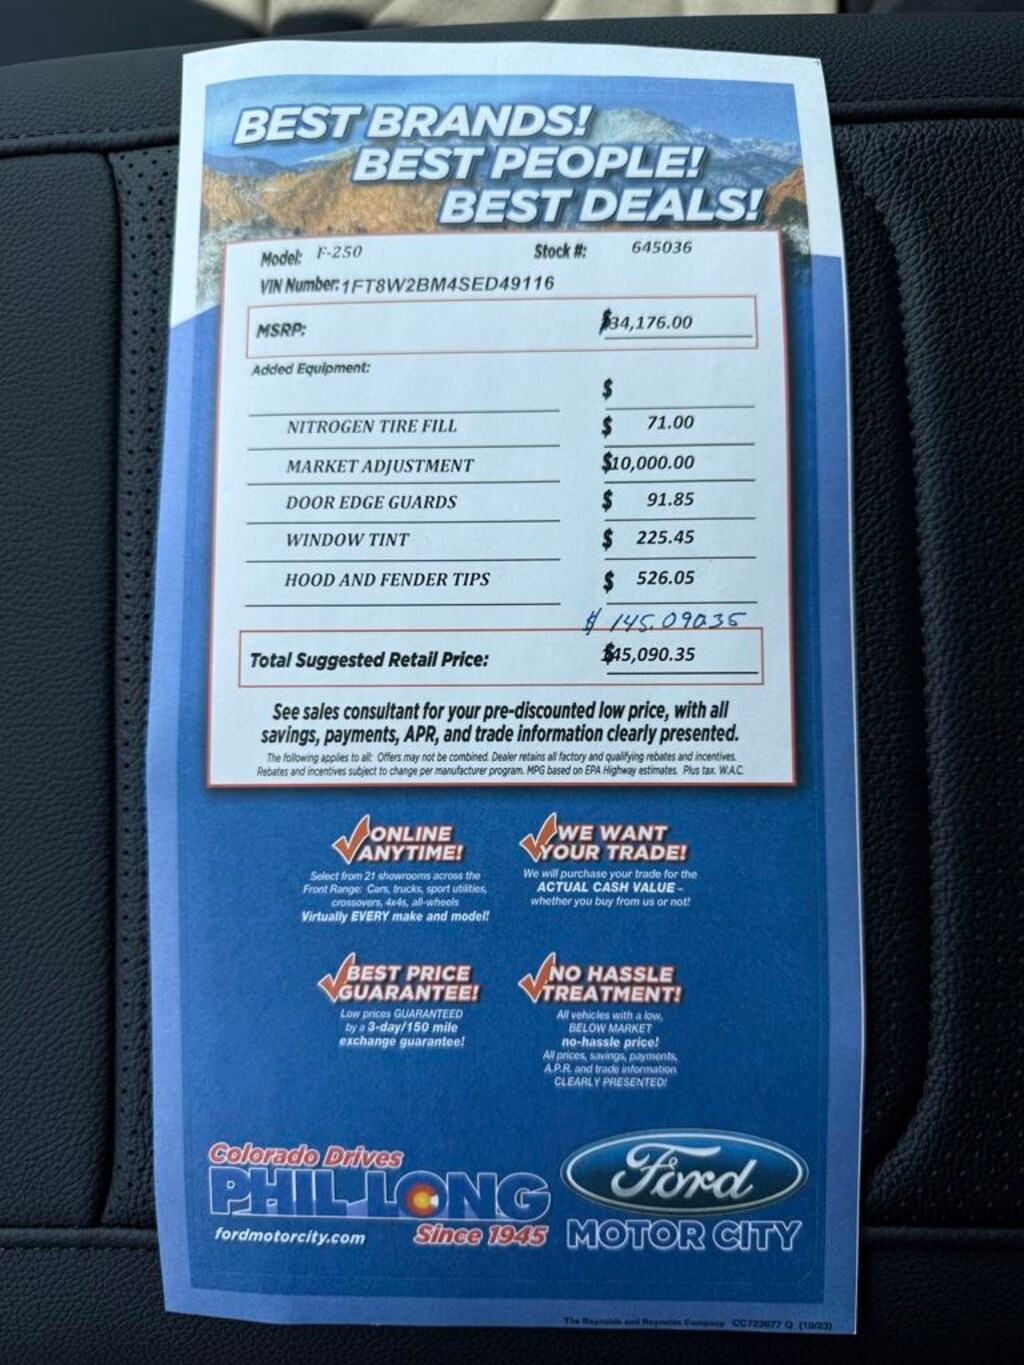 BEST BRANDS!
BEST PEOPLE!
BEST DEALS!
Model: F-250 Stock #: 645036
VIN Number: 1FT8W2BM4SED49116
MSRP: $34,176.00
Added Equipment:
$
NITROGEN TIRE FILL $ 71.00
MARKET ADJUSTMENT $10,000.00
DOOR EDGE GUARDS $ 91.85
WINDOW TINT $ 225.45
HOOD AND FENDER TIPS $ 526.05
$ 145,090.35
Total Suggested Retail Price: $45,090.35
See sales consultant for your pre-discounted low price, with all
savings, payments, APR, and trade information clearly presented.
The following applies to all: Offers may not be combined. Dealer retains all factory and qualifying rebates and incentives.
Rebates and incentives subject to change per manufacturer program. MPG based on EPA Highway estimates. Plus tax. W.A.C.
ONLINE
ANYTIME!
Select from 21 showrooms across the
Front Range: Cars, trucks, sport utilities,
crossovers, 4x4s, all-wheels
Virtually EVERY make and model!
WE WANT
YOUR TRADE!
We will purchase your trade for the
ACTUAL CASH VALUE –
whether you buy from us or not!
BEST PRICE
GUARANTEE!
Low prices GUARANTEED
by a 3-day/150 mile
exchange guarantee!
NO HASSLE
TREATMENT!
All vehicles with a low,
BELOW MARKET
no-hassle price!
All prices, savings, payments,
A.P.R. and trade information
CLEARLY PRESENTED!
Colorado Drives
PHIL LONG
fordmotorcity.com Since 1945
Ford
MOTOR CITY
The Reynolds and Reynolds Company CC723677 Q (10/23)